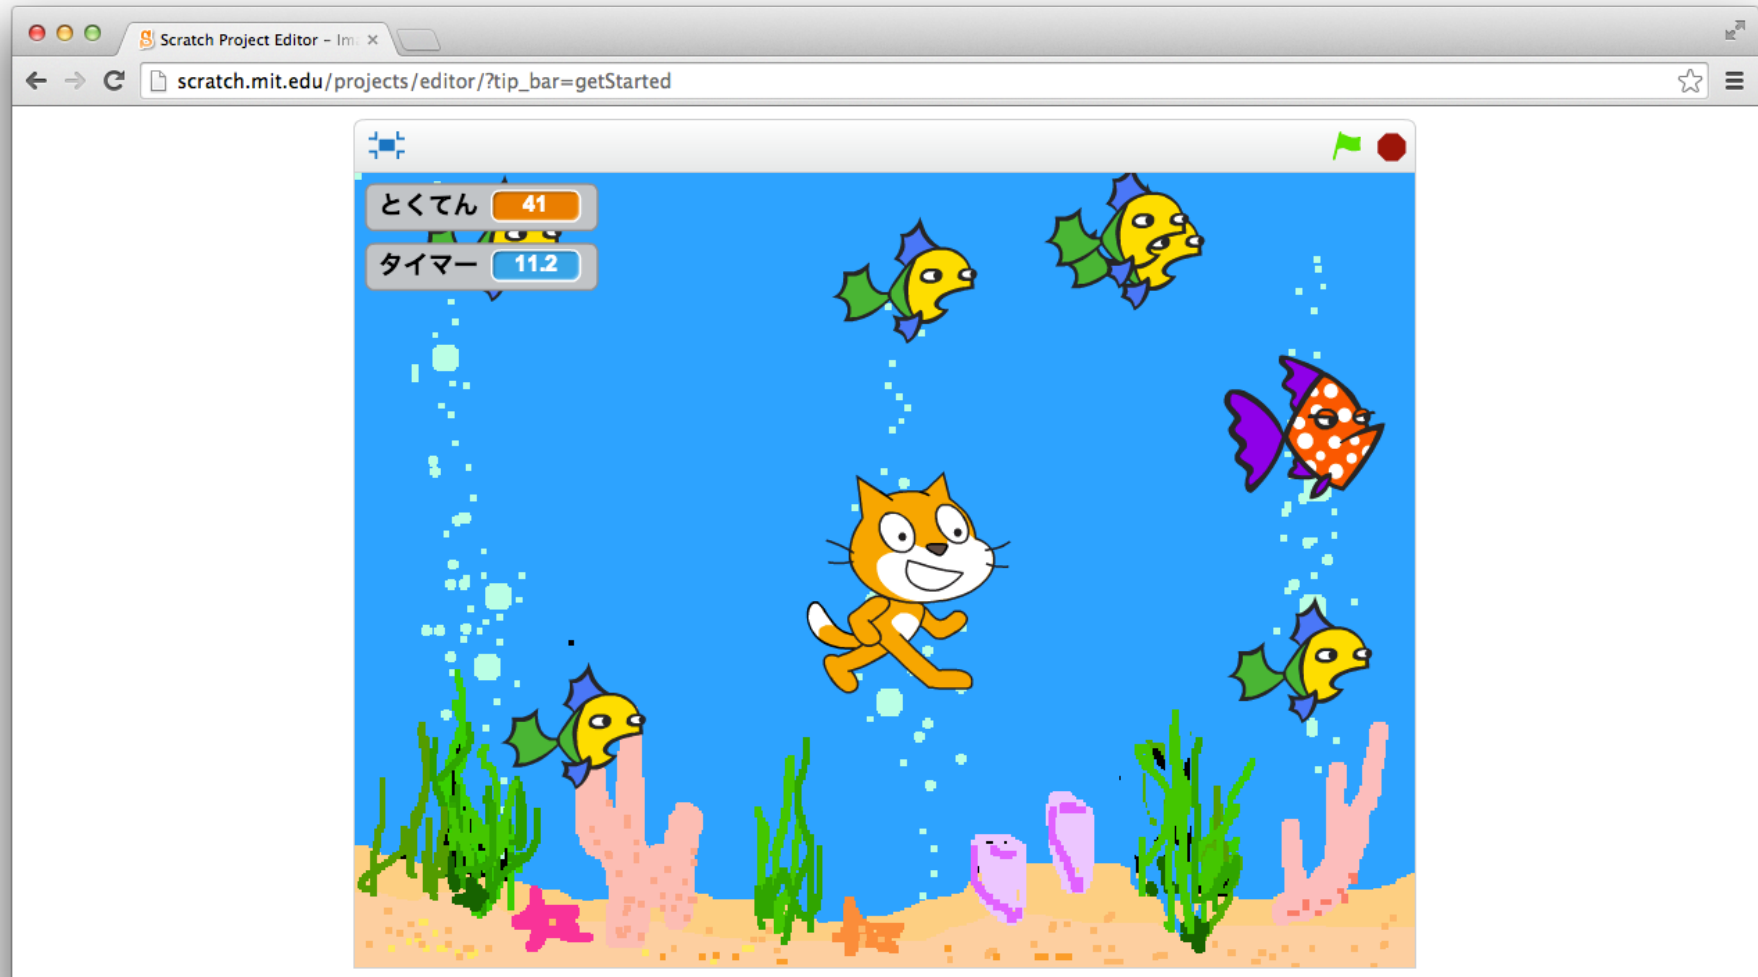 Scratch Project Editor – Im
scratch.mit.edu/projects/editor/?tip_bar=getStarted
とくてん 41
タイマー 11.2